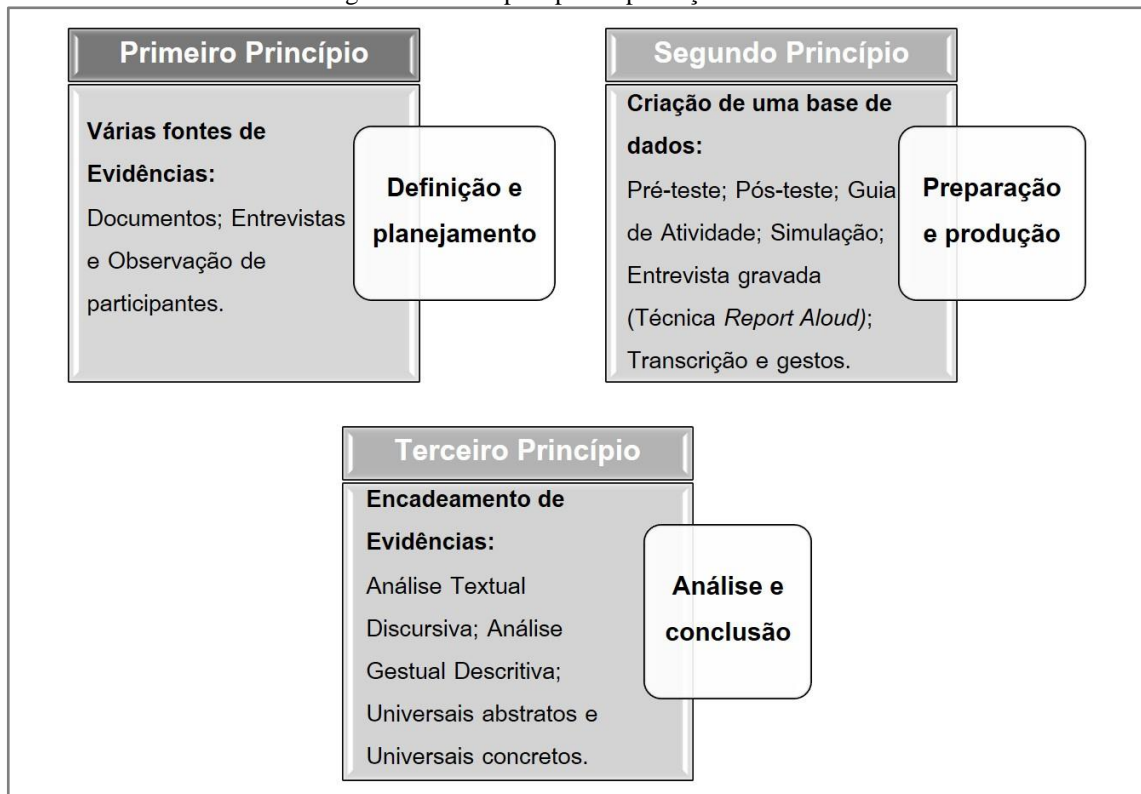 Primeiro Princípio
Várias fontes de
Evidências:
Documentos; Entrevistas
e Observação de
participantes.
Definição e
planejamento
Segundo Princípio
Criação de uma base de
dados:
Pré-teste; Pós-teste; Guia
de Atividade; Simulação;
Entrevista gravada
(Técnica Report Aloud);
Transcrição e gestos.
Preparação
e produção
Terceiro Princípio
Encadeamento de
Evidências:
Análise Textual
Discursiva; Análise
Gestual Descritiva;
Universais abstratos e
Universais concretos.
Análise e
conclusão